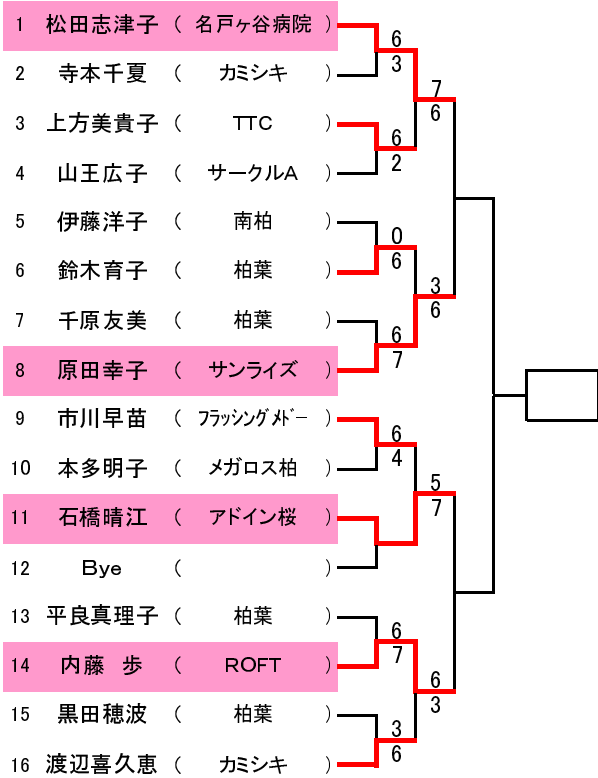 1 松田志津子 ( 名戸ヶ谷病院 )
6
3
2 寺本千夏 ( カミシキ )
7
6
3 上方美貴子 ( TTC )
6
2
4 山王広子 ( サークルA )
5 伊藤洋子 ( 南柏 )
0
6
6 鈴木育子 ( 柏葉 )
3
6
7 千原友美 ( 柏葉 )
6
7
8 原田幸子 ( サンライズ )
9 市川早苗 ( フラッシングメドー )
6
4
10 本多明子 ( メガロス柏 )
5
7
11 石橋晴江 ( アドイン桜 )
12 Bye ( )
13 平良真理子 ( 柏葉 )
6
7
14 内藤 歩 ( ROFT )
6
3
15 黒田穂波 ( 柏葉 )
3
6
16 渡辺喜久恵 ( カミシキ )